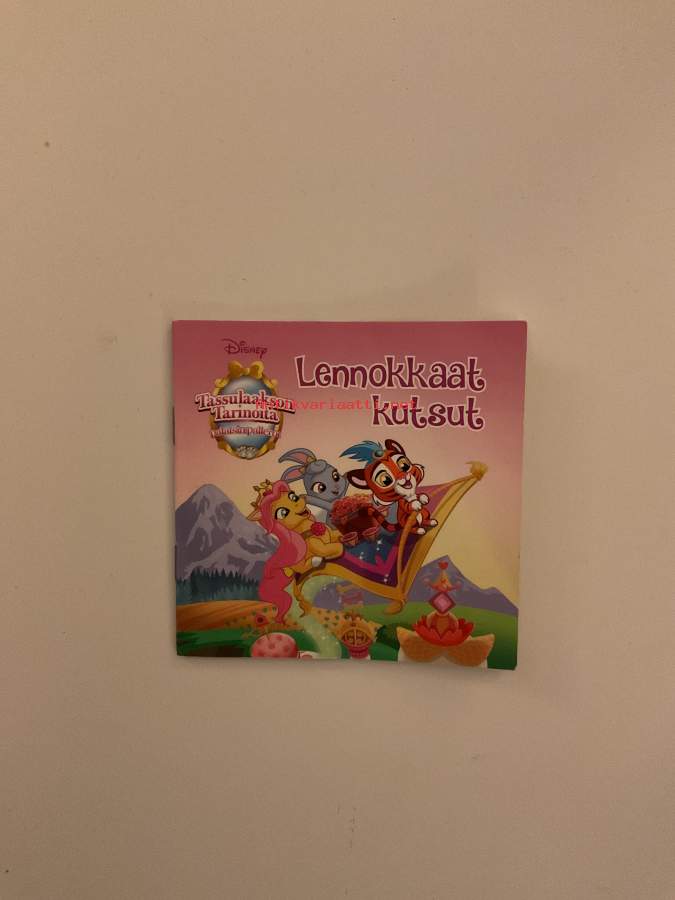 Disney
Lennokkaat
kutsut
Tassulaakson
Tarinoita